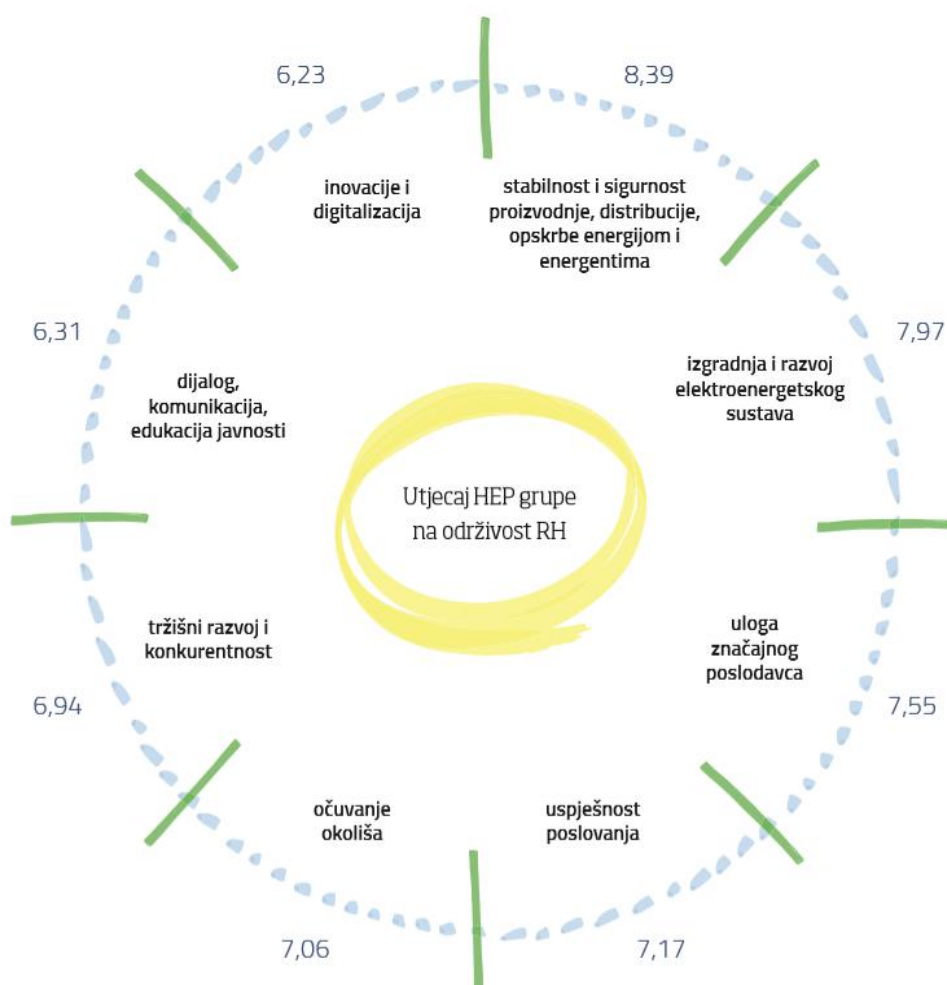 8,39
stabilnost i sigurnost
proizvodnje, distribucije,
opskrbe energijom i
energentima
7,97
izgradnja i razvoj
elektroenergetskog
sustava
7,55
uloga
značajnog
poslodavca
7,17
uspješnost
poslovanja
7,06
očuvanje
okoliša
6,94
tržišni razvoj i
konkurentnost
6,31
dijalog,
komunikacija,
edukacija javnosti
6,23
inovacije i
digitalizacija
Utjecaj HEP grupe
na održivost RH